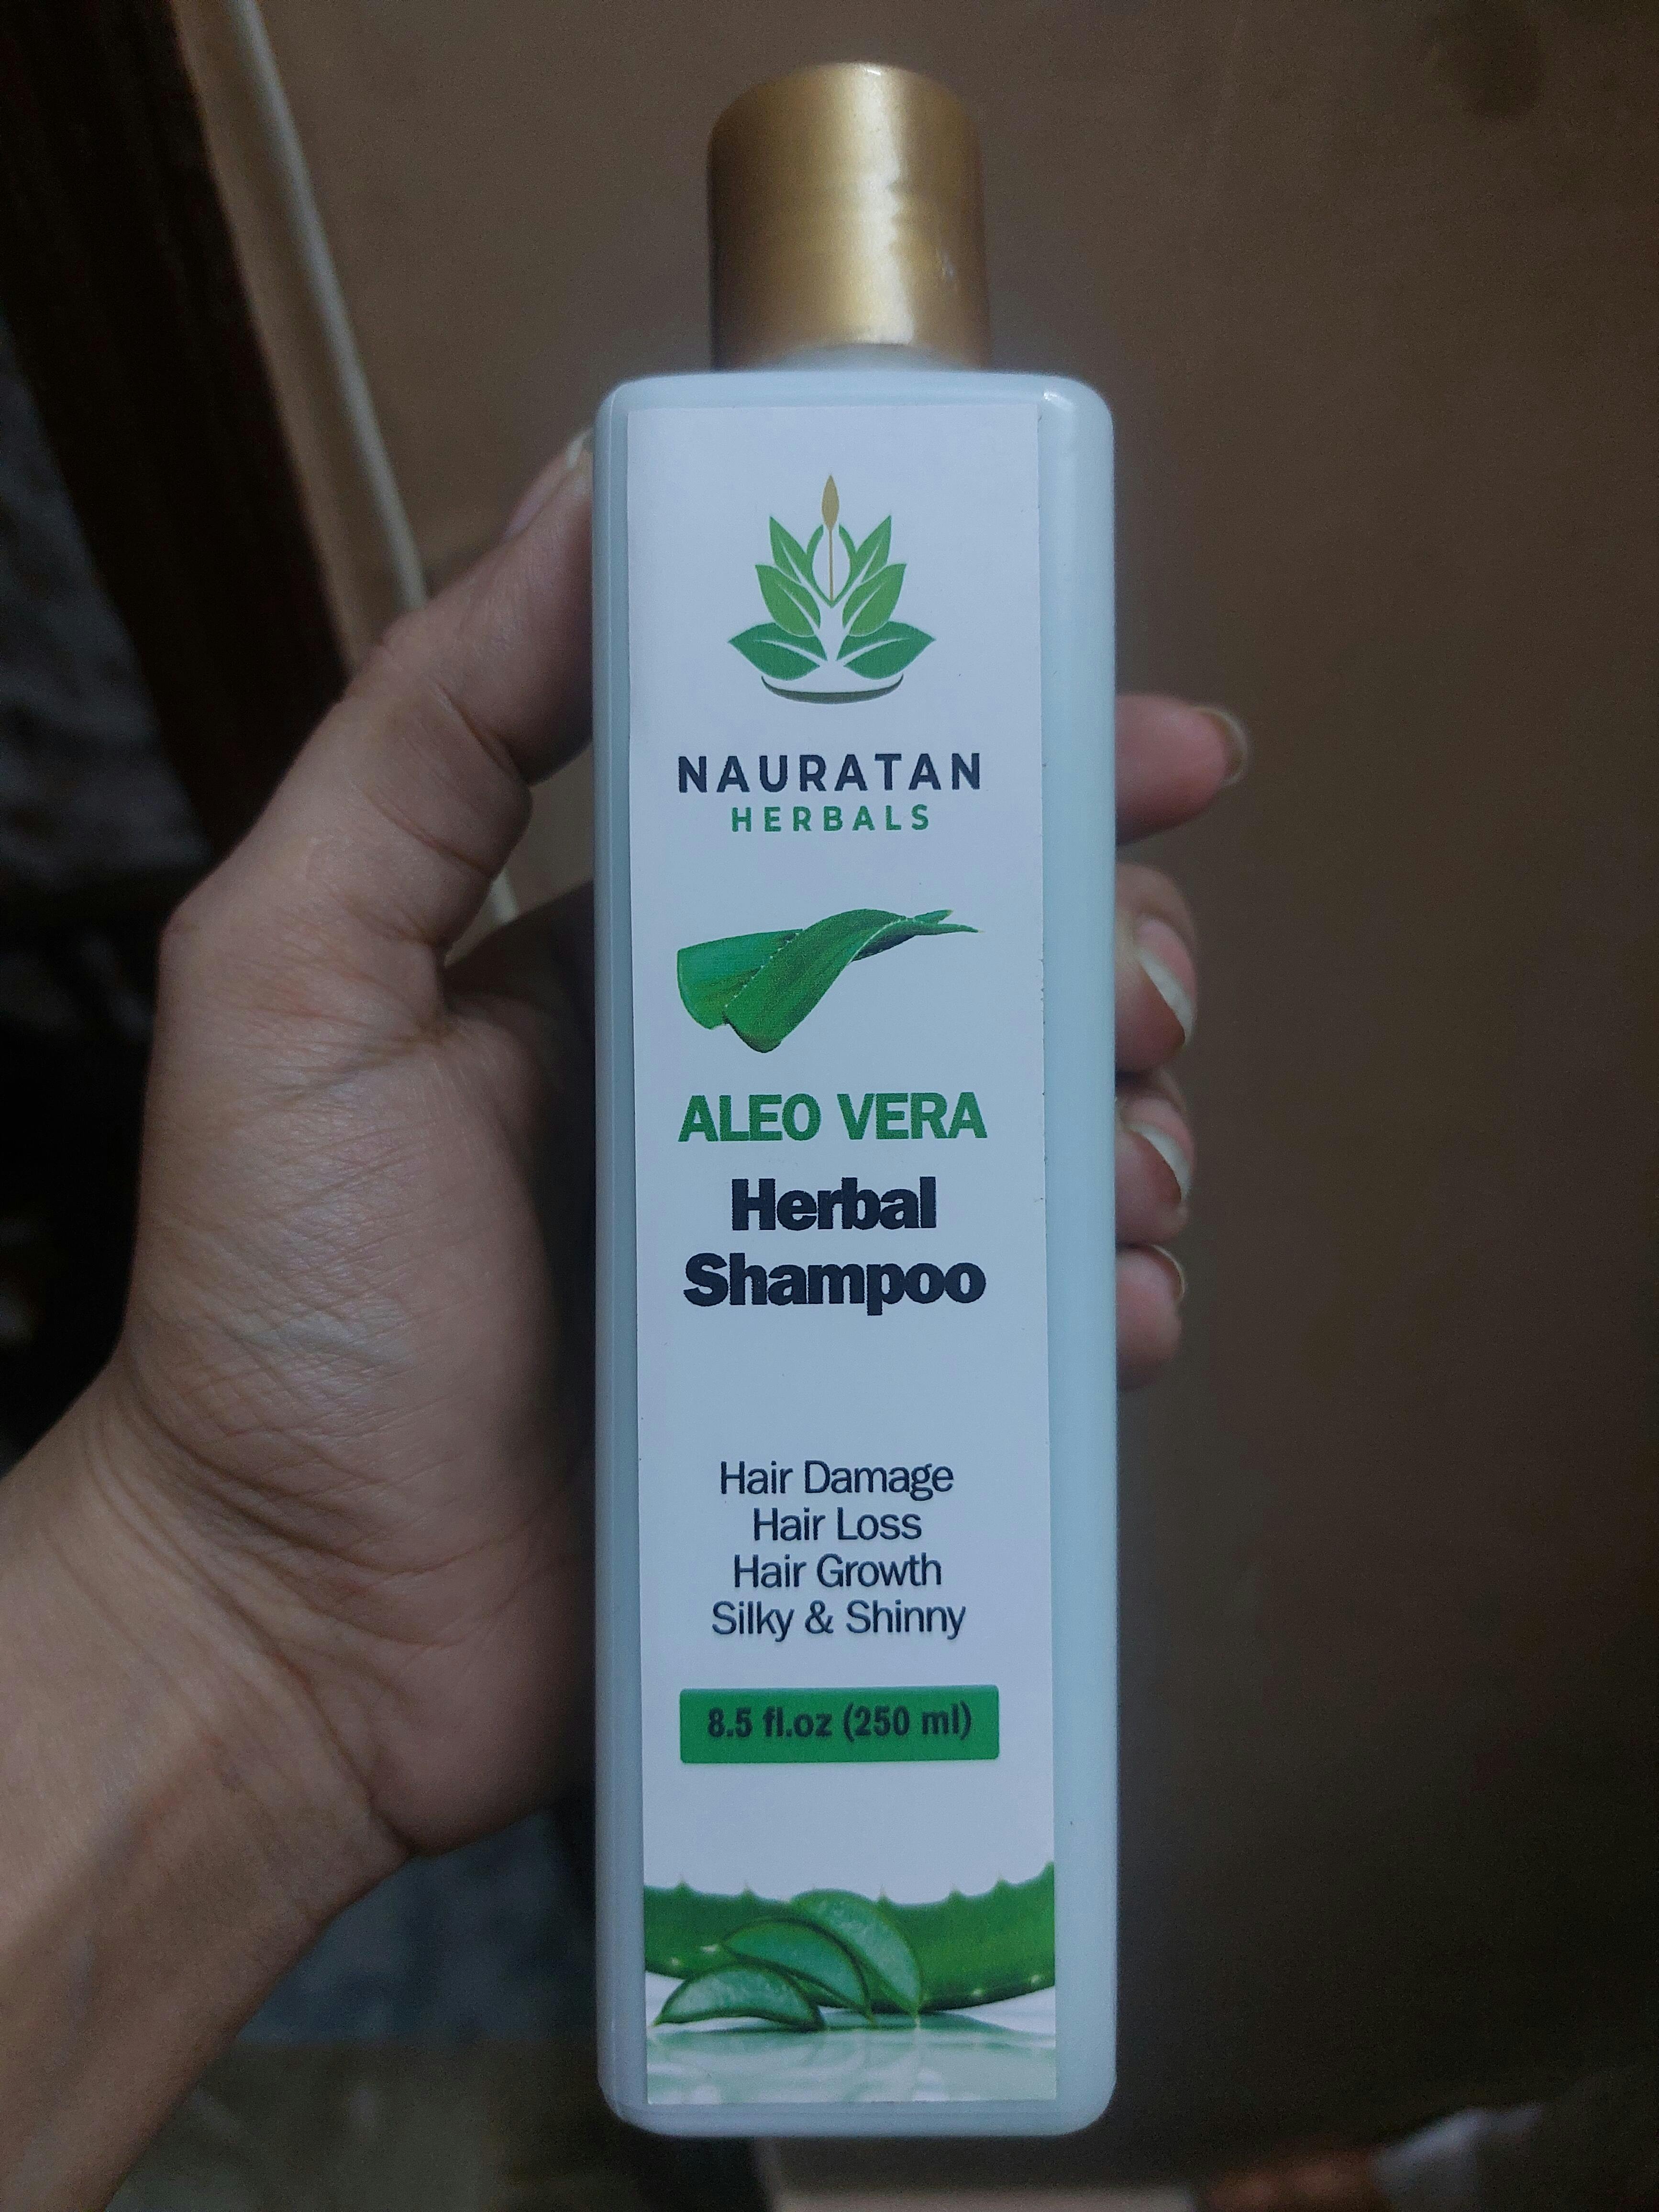 NAURATAN
HERBALS
ALEO VERA
Herbal
Shampoo
Hair Damage
Hair Loss
Hair Growth
Silky & Shinny
8.5 fl.oz (250 ml)